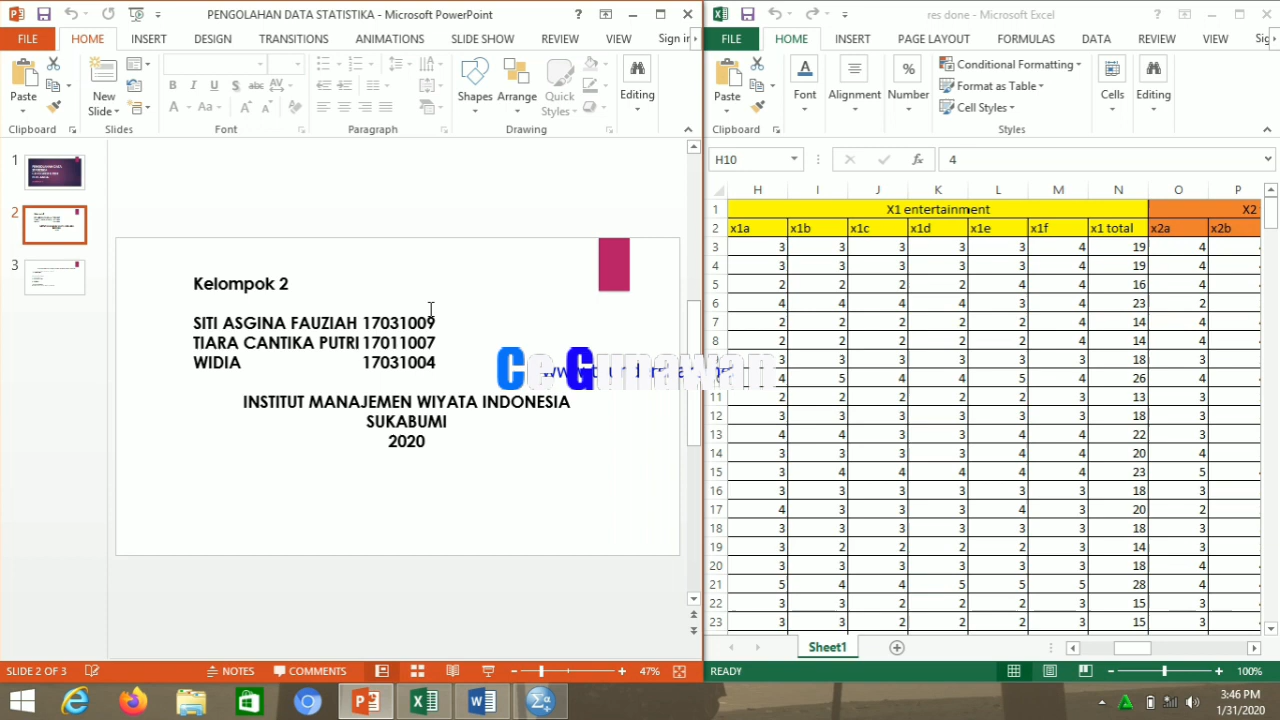 PENGOLAHAN DATA STATISTIKA - Microsoft PowerPoint
FILE HOME INSERT DESIGN TRANSITIONS ANIMATIONS SLIDE SHOW REVIEW VIEW Sign in
Paste
New
Slide
Shapes Arrange Quick
Styles
Editing
Clipboard Slides Font Paragraph Drawing
1
2
3
Kelompok 2
SITI ASGINA FAUZIAH 17031009
TIARA CANTIKA PUTRI 17011007
WIDIA 17031004
INSTITUT MANAJEMEN WIYATA INDONESIA
SUKABUMI
2020
Ce Gunawan
SLIDE 2 OF 3 NOTES COMMENTS 47%
res done - Microsoft Excel
FILE HOME INSERT PAGE LAYOUT FORMULAS DATA REVIEW VIEW
Paste Font Alignment Number
Conditional Formatting
Format as Table
Cell Styles
Cells Editing
Clipboard Styles
H10 fx 4
H I J K L M N O P
1 X1 entertainment X2
2 x1a x1b x1c x1d x1e x1f x1 total x2a x2b
3 3 3 3 3 3 4 19 4
4 3 3 3 3 3 4 19 4
5 2 2 2 2 4 4 16 4
6 4 4 4 4 3 4 23 2
7 2 2 2 2 2 4 14 4
8 2 2 2 2 2 4 14 4
3 3 3 3 3 3 18 3
4 5 4 4 5 4 26 4
11 2 2 2 2 2 3 13 3
12 3 3 3 3 3 3 18 3
13 4 4 3 3 4 4 22 3
14 3 3 3 3 4 4 20 4
15 3 4 4 4 4 4 23 5
16 3 3 3 3 3 3 18 3
17 4 3 3 3 4 3 20 2
18 3 3 3 3 3 3 18 3
19 3 2 2 2 2 3 14 3
20 3 3 3 3 3 3 18 4
21 5 4 4 5 5 5 28 4
22 3 3 2 2 2 3 15 3
23 3 3 2 2 2 3 15 3
Sheet1
READY 100%
3:46 PM
1/31/2020